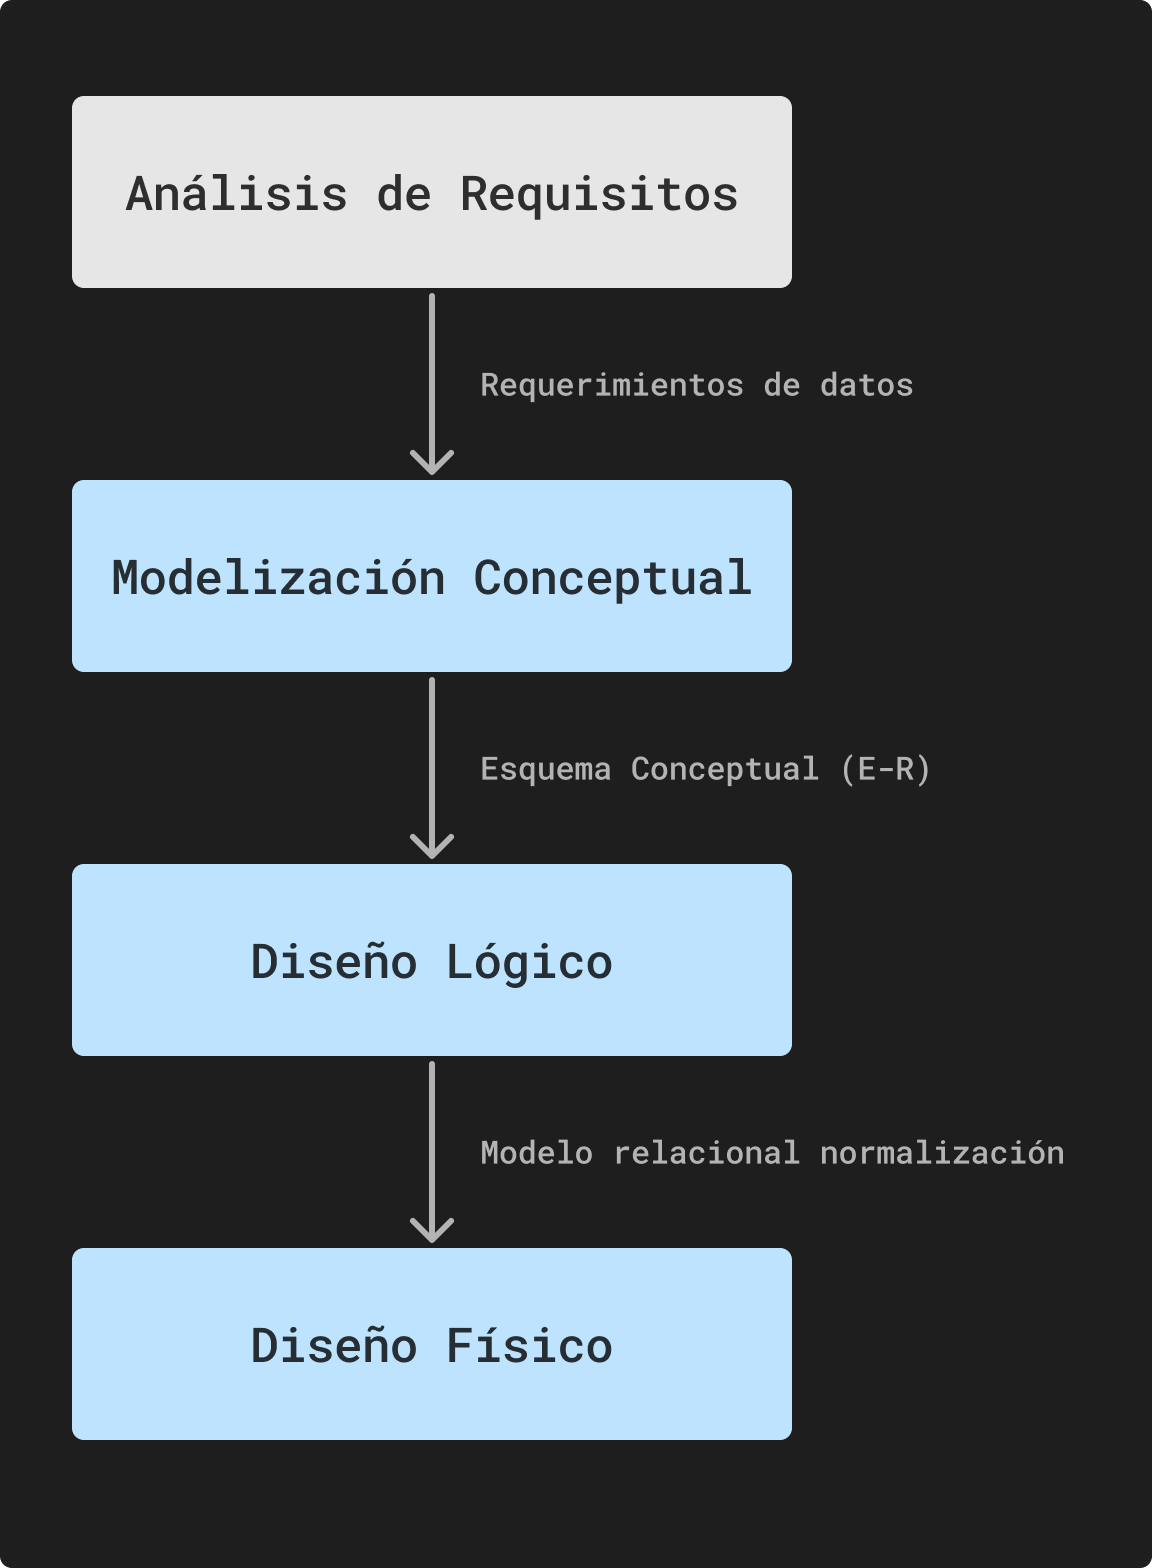 Análisis de Requisitos
Requerimientos de datos
Modelización Conceptual
Esquema Conceptual (E-R)
Diseño Lógico
Modelo relacional normalización
Diseño Físico